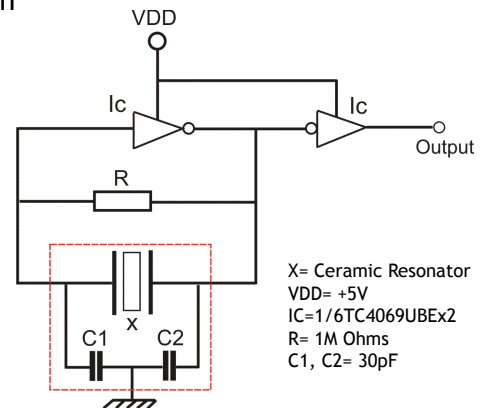 n
VDD
Ic
Ic
Output
R
X
C1
C2
X= Ceramic Resonator
VDD= +5V
IC=1/6TC4069UBEx2
R= 1M Ohms
C1, C2= 30pF